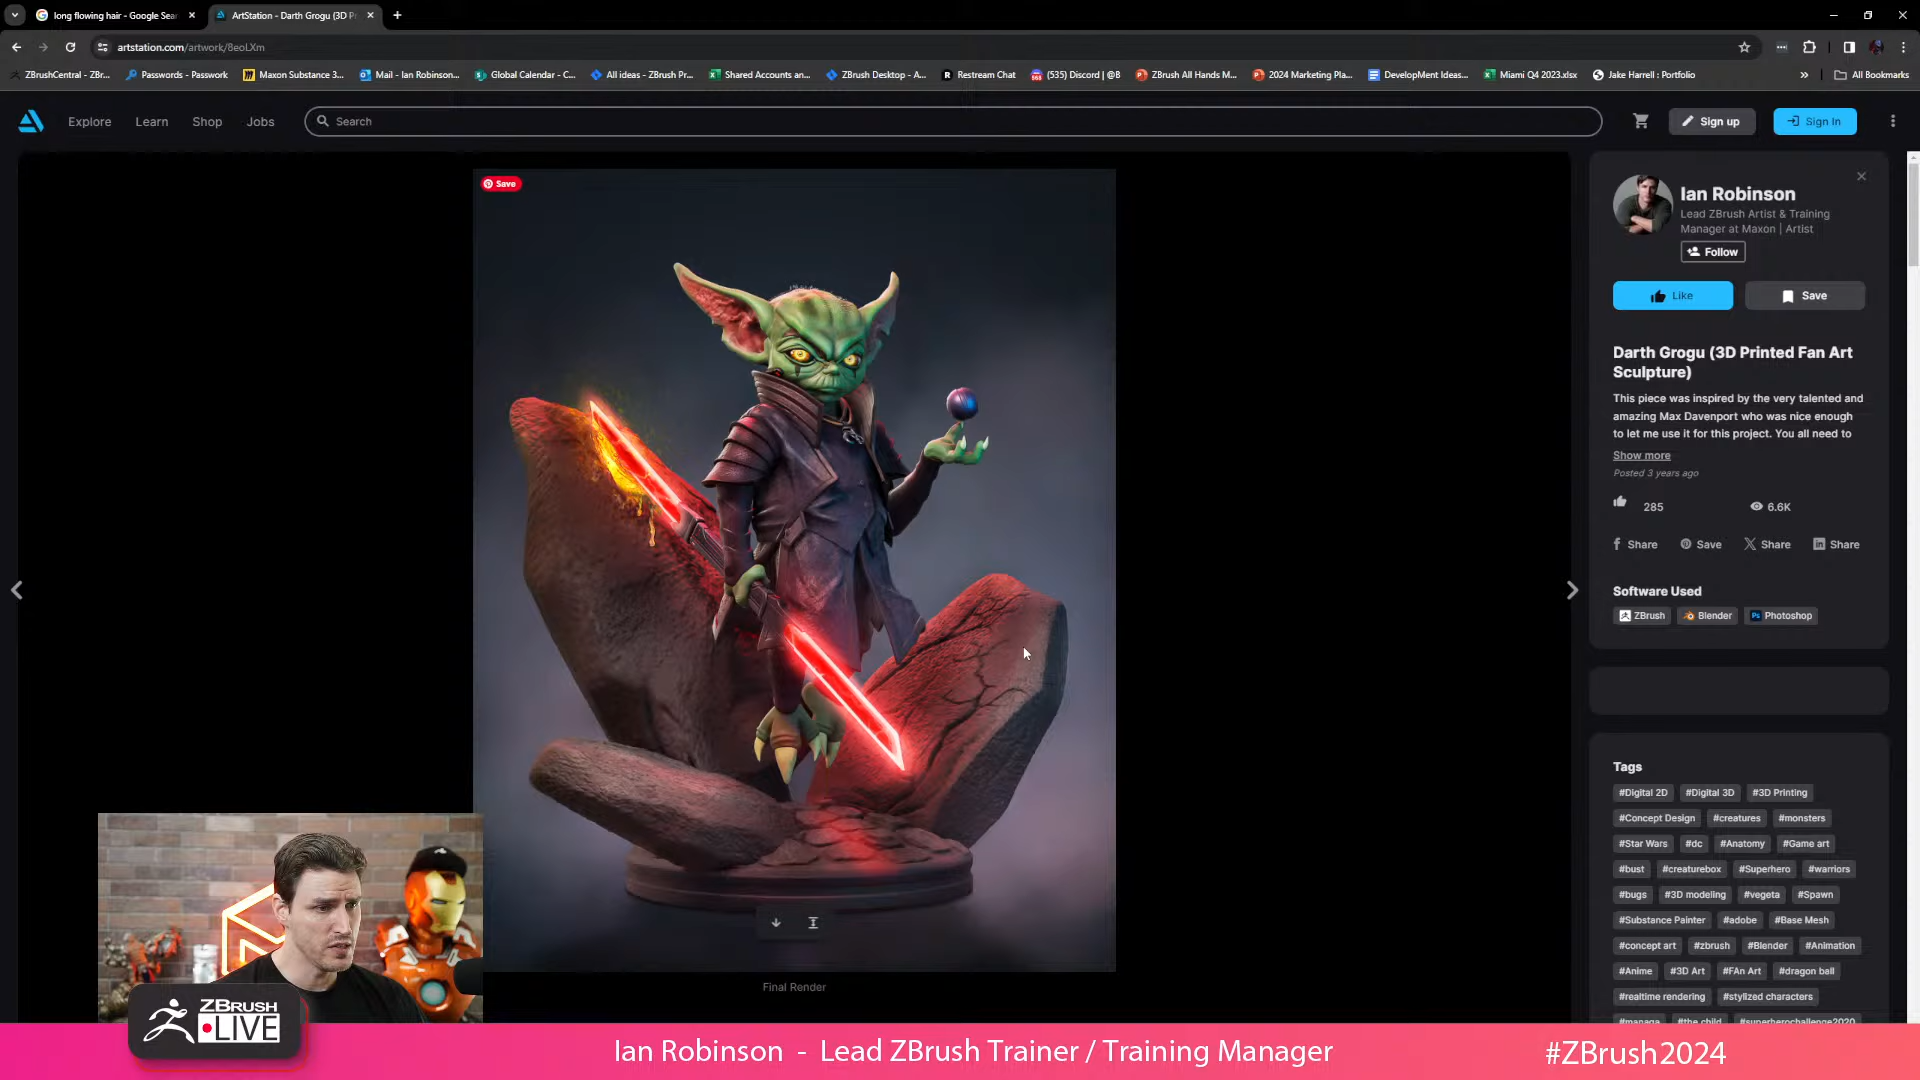 long flowing hair - Google Sear
ArtStation - Darth Grogu (3D P
artstation.com/artwork/8eoLXm
ZBrushCentral - ZBr...
Passwords - Passwork
Maxon Substance 3...
Mail - Ian Robinson...
Global Calendar - C...
All ideas - ZBrush Pr...
Shared Accounts an...
ZBrush Desktop - A...
Restream Chat
(535) Discord | @B
ZBrush All Hands M...
2024 Marketing Pla...
DevelopMent Ideas...
Miami Q4 2023.xlsx
Jake Harrell : Portfolio
All Bookmarks
Explore
Learn
Shop
Jobs
Search
Sign up
Sign In
Save
Ian Robinson
Lead ZBrush Artist & Training
Manager at Maxon | Artist
Follow
Like
Save
Darth Grogu (3D Printed Fan Art
Sculpture)
This piece was inspired by the very talented and
amazing Max Davenport who was nice enough
to let me use it for this project. You all need to
Show more
Posted 3 years ago
285
6.6K
Share
Save
Share
Share
Software Used
ZBrush
Blender
Ps Photoshop
Tags
#Digital 2D #Digital 3D #3D Printing
#Concept Design #creatures #monsters
#Star Wars #dc #Anatomy #Game art
#bust #creaturebox #Superhero #warriors
#bugs #3D modeling #vegeta #Spawn
#Substance Painter #adobe #Base Mesh
#concept art #zbrush #Blender #Animation
#Anime #3D Art #FAn Art #dragon ball
#realtime rendering #stylized characters
#managa #the child #superherochallenge2020
Final Render
ZBRUSH
LIVE
Ian Robinson - Lead ZBrush Trainer / Training Manager
#ZBrush2024